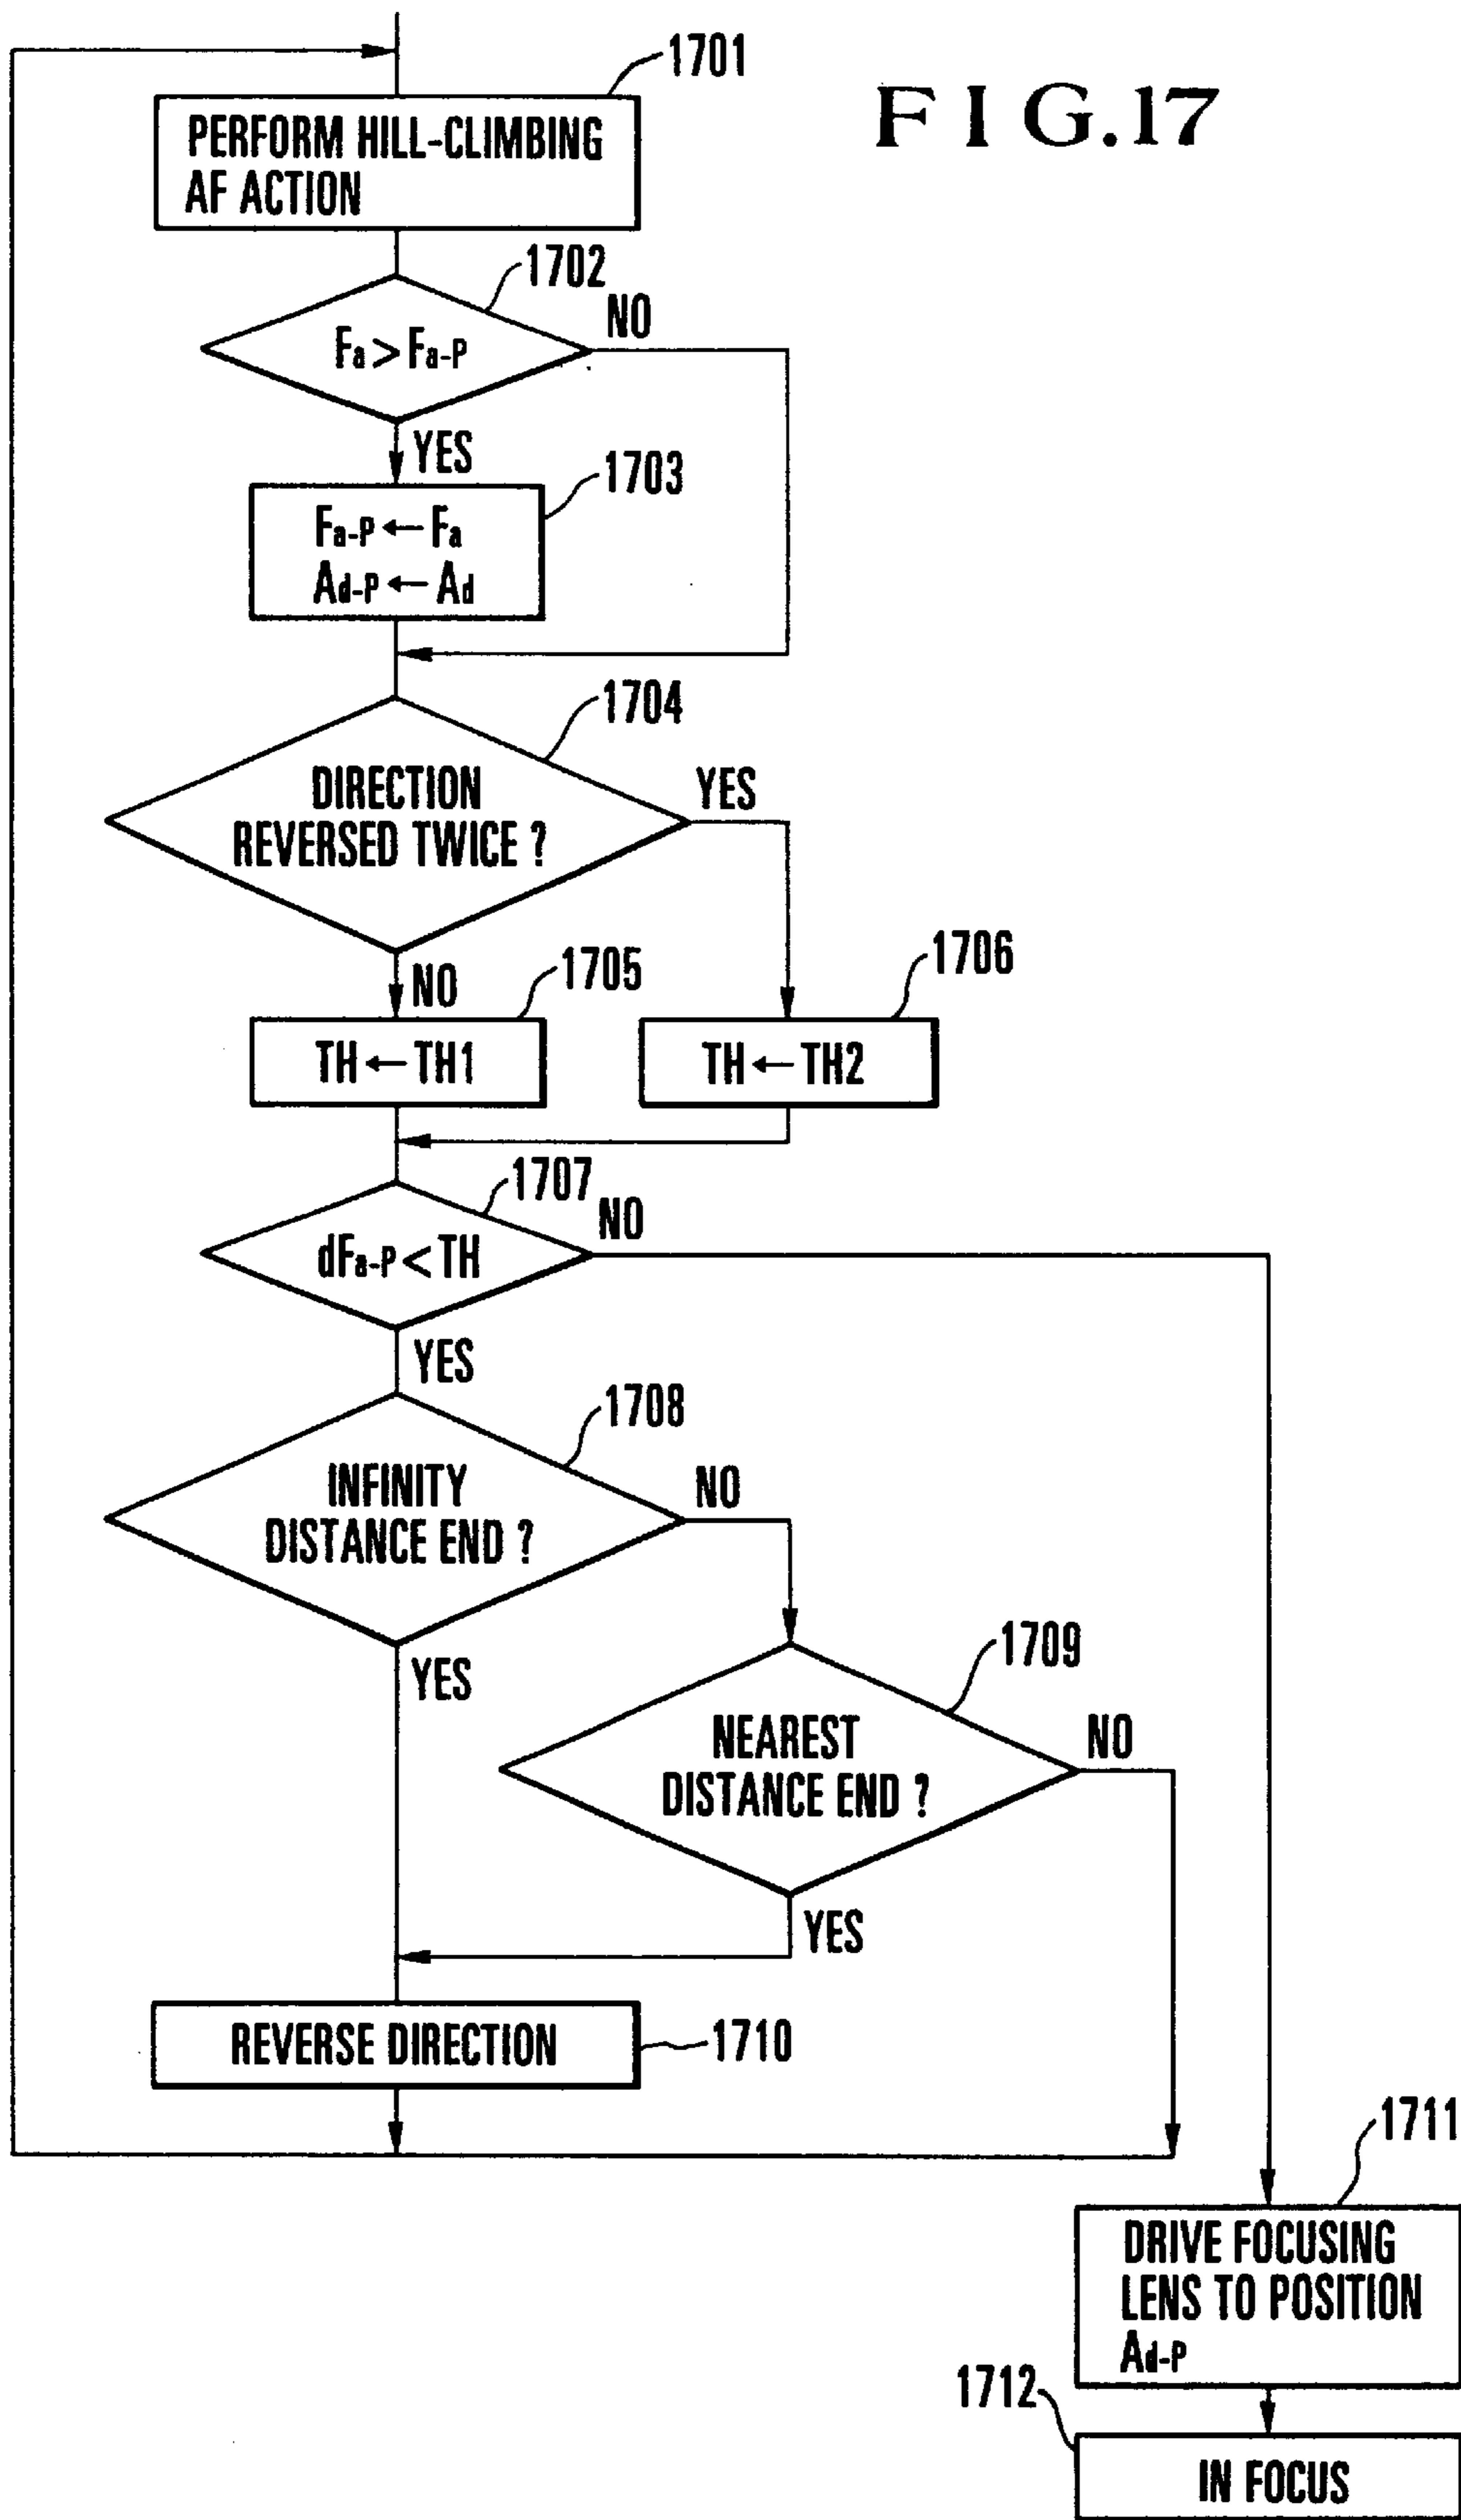 FIG.17
1701
PERFORM HILL-CLIMBING
AF ACTION
1702
Fa > Fa-P
NO
YES
1703
Fa-P ← Fa
Ad-P ← Ad
1704
DIRECTION
REVERSED TWICE ?
YES
NO
1705
TH ← TH1
1706
TH ← TH2
1707
dFa-P < TH
NO
YES
1708
INFINITY
DISTANCE END ?
NO
YES
1709
NEAREST
DISTANCE END ?
NO
YES
REVERSE DIRECTION
1710
1711
DRIVE FOCUSING
LENS TO POSITION
Ad-P
1712
IN FOCUS